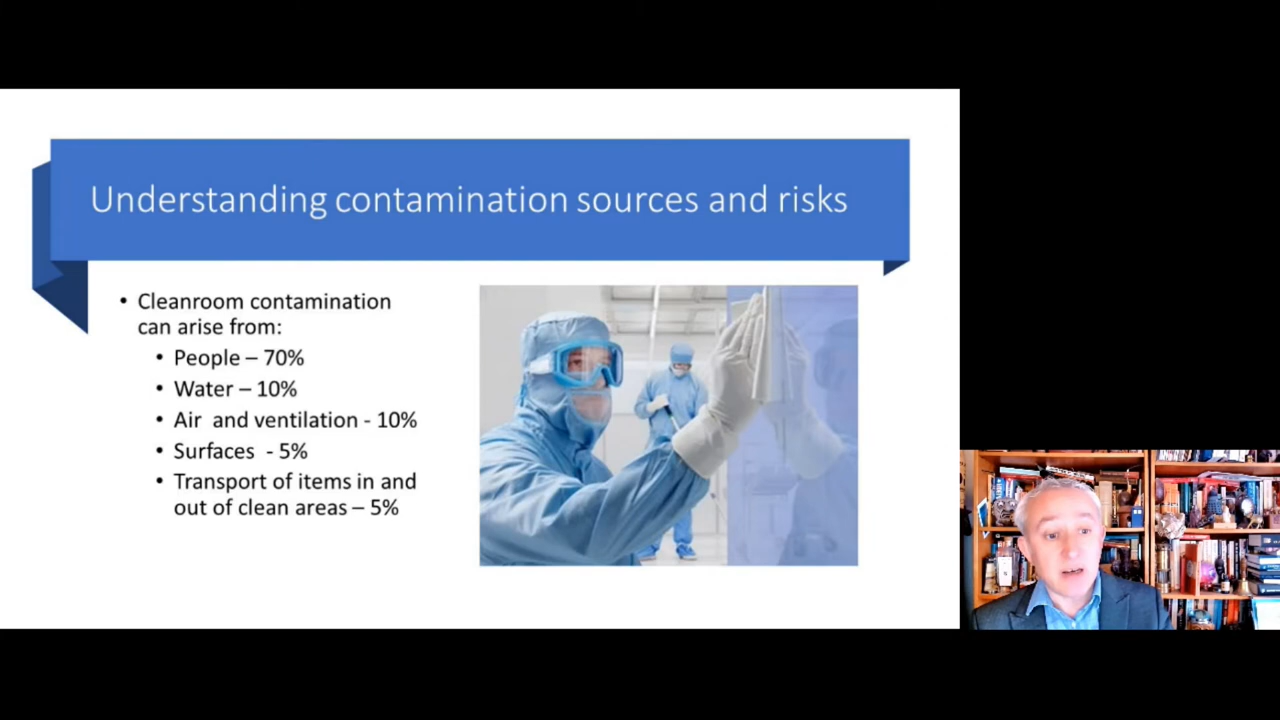 Understanding contamination sources and risks
• Cleanroom contamination
can arise from:
• People – 70%
• Water – 10%
• Air and ventilation - 10%
• Surfaces - 5%
• Transport of items in and
out of clean areas – 5%